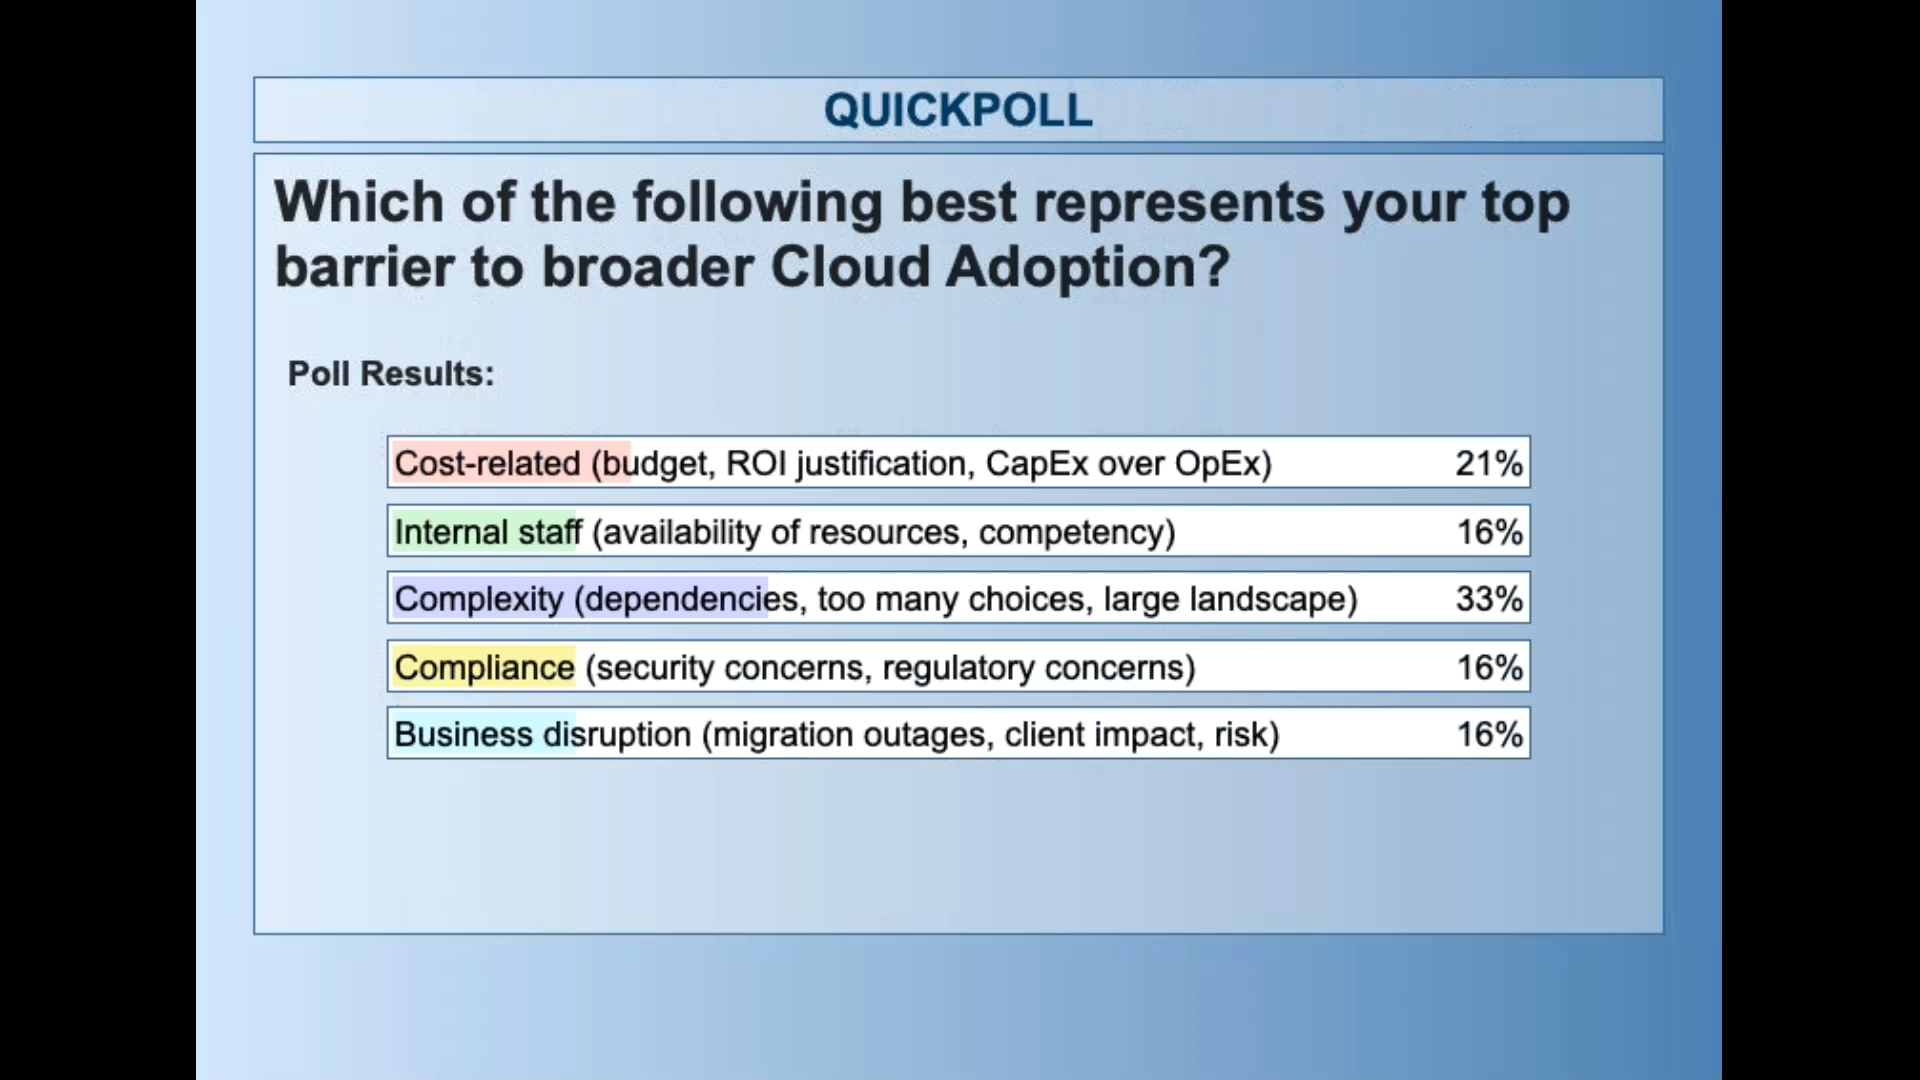 QUICKPOLL
Which of the following best represents your top
barrier to broader Cloud Adoption?
Poll Results:
Cost-related (budget, ROI justification, CapEx over OpEx) 21%
Internal staff (availability of resources, competency) 16%
Complexity (dependencies, too many choices, large landscape) 33%
Compliance (security concerns, regulatory concerns) 16%
Business disruption (migration outages, client impact, risk) 16%